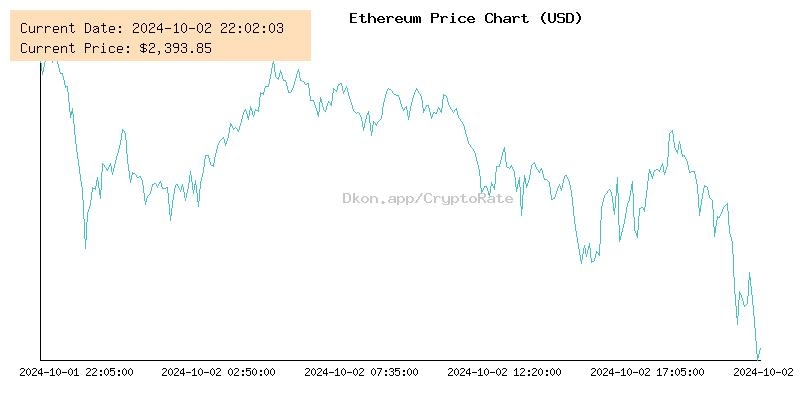 Ethereum Price Chart (USD)
Current Date: 2024-10-02 22:02:03
Current Price: $2,393.85
Dkon.app/CryptoRate
2024-10-01 22:05:00 2024-10-02 02:50:00 2024-10-02 07:35:00 2024-10-02 12:20:00 2024-10-02 17:05:00 2024-10-02